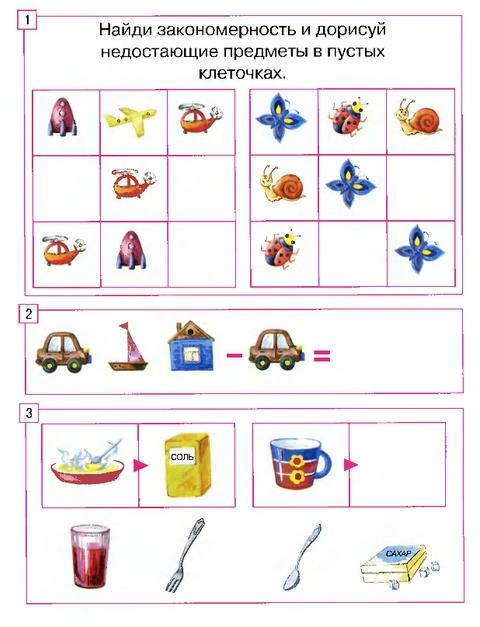 1
Найди закономерность и дорисуй
недостающие предметы в пустых
клеточках.
2
– =
3
СОЛЬ
САХАР